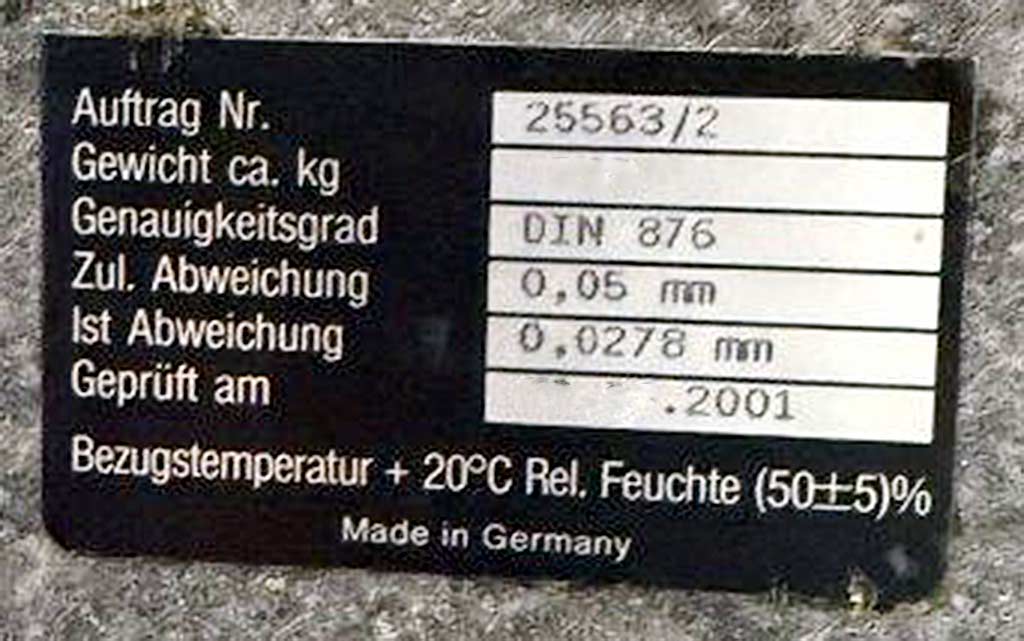 Auftrag Nr. 25563/2
Gewicht ca. kg
Genauigkeitsgrad DIN 876
Zul. Abweichung 0,05 mm
Ist Abweichung 0,0278 mm
Geprüft am .2001
Bezugstemperatur + 20°C Rel. Feuchte (50±5)%
Made in Germany